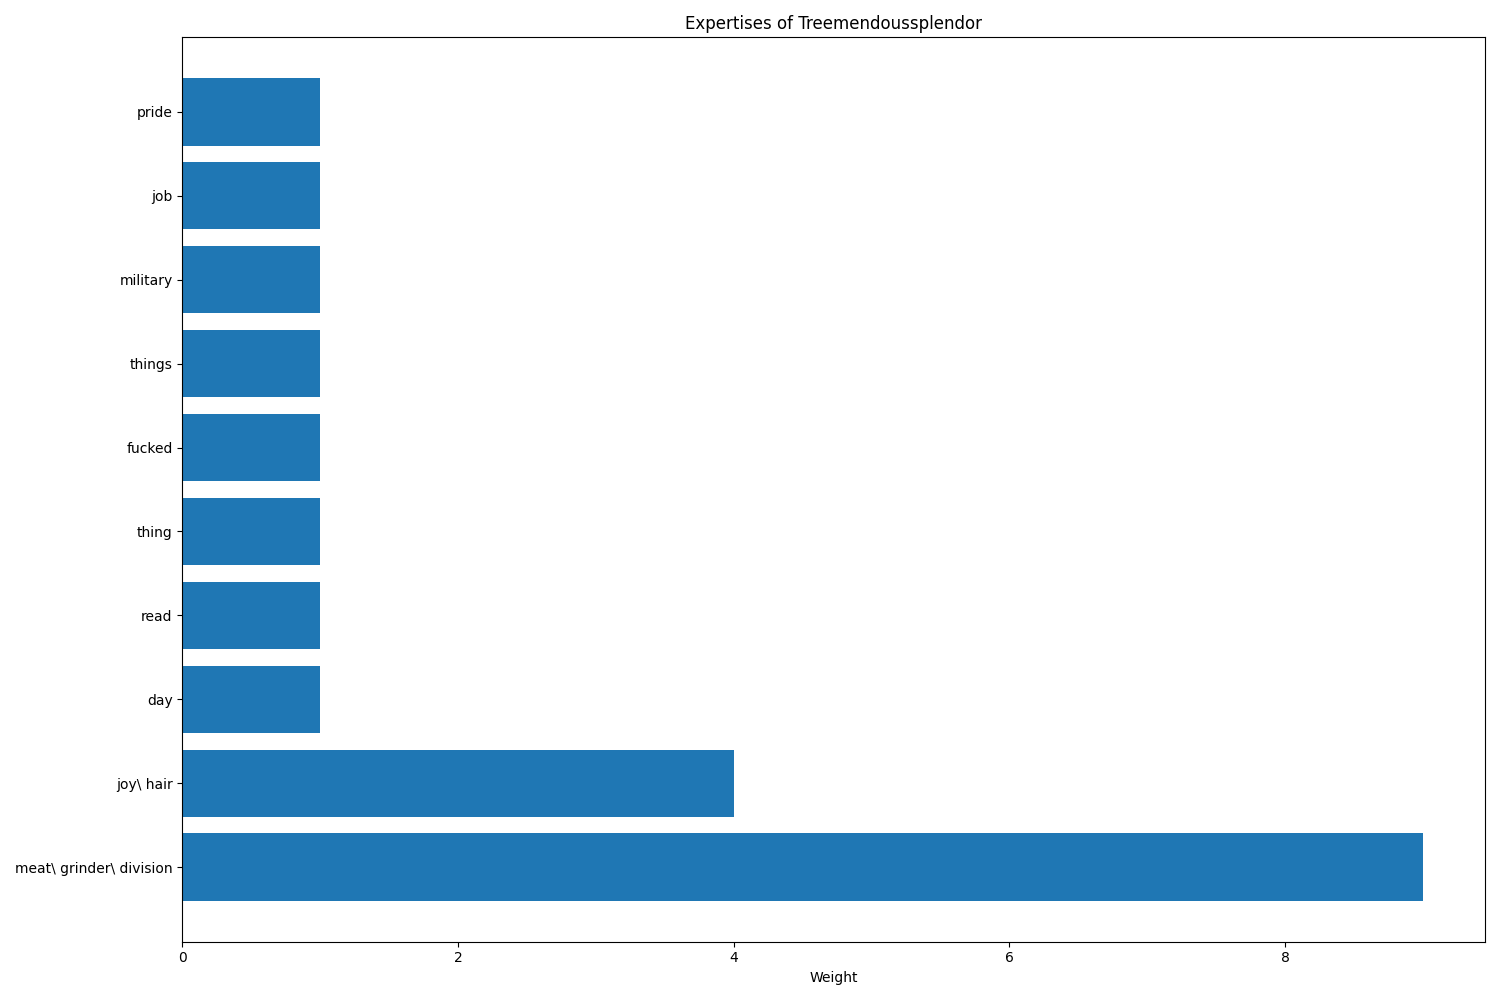 Expertises of Treemendoussplendor
pride
job
military
things
fucked
thing
read
day
joy\ hair
meat\ grinder\ division
0 2 4 6 8
Weight